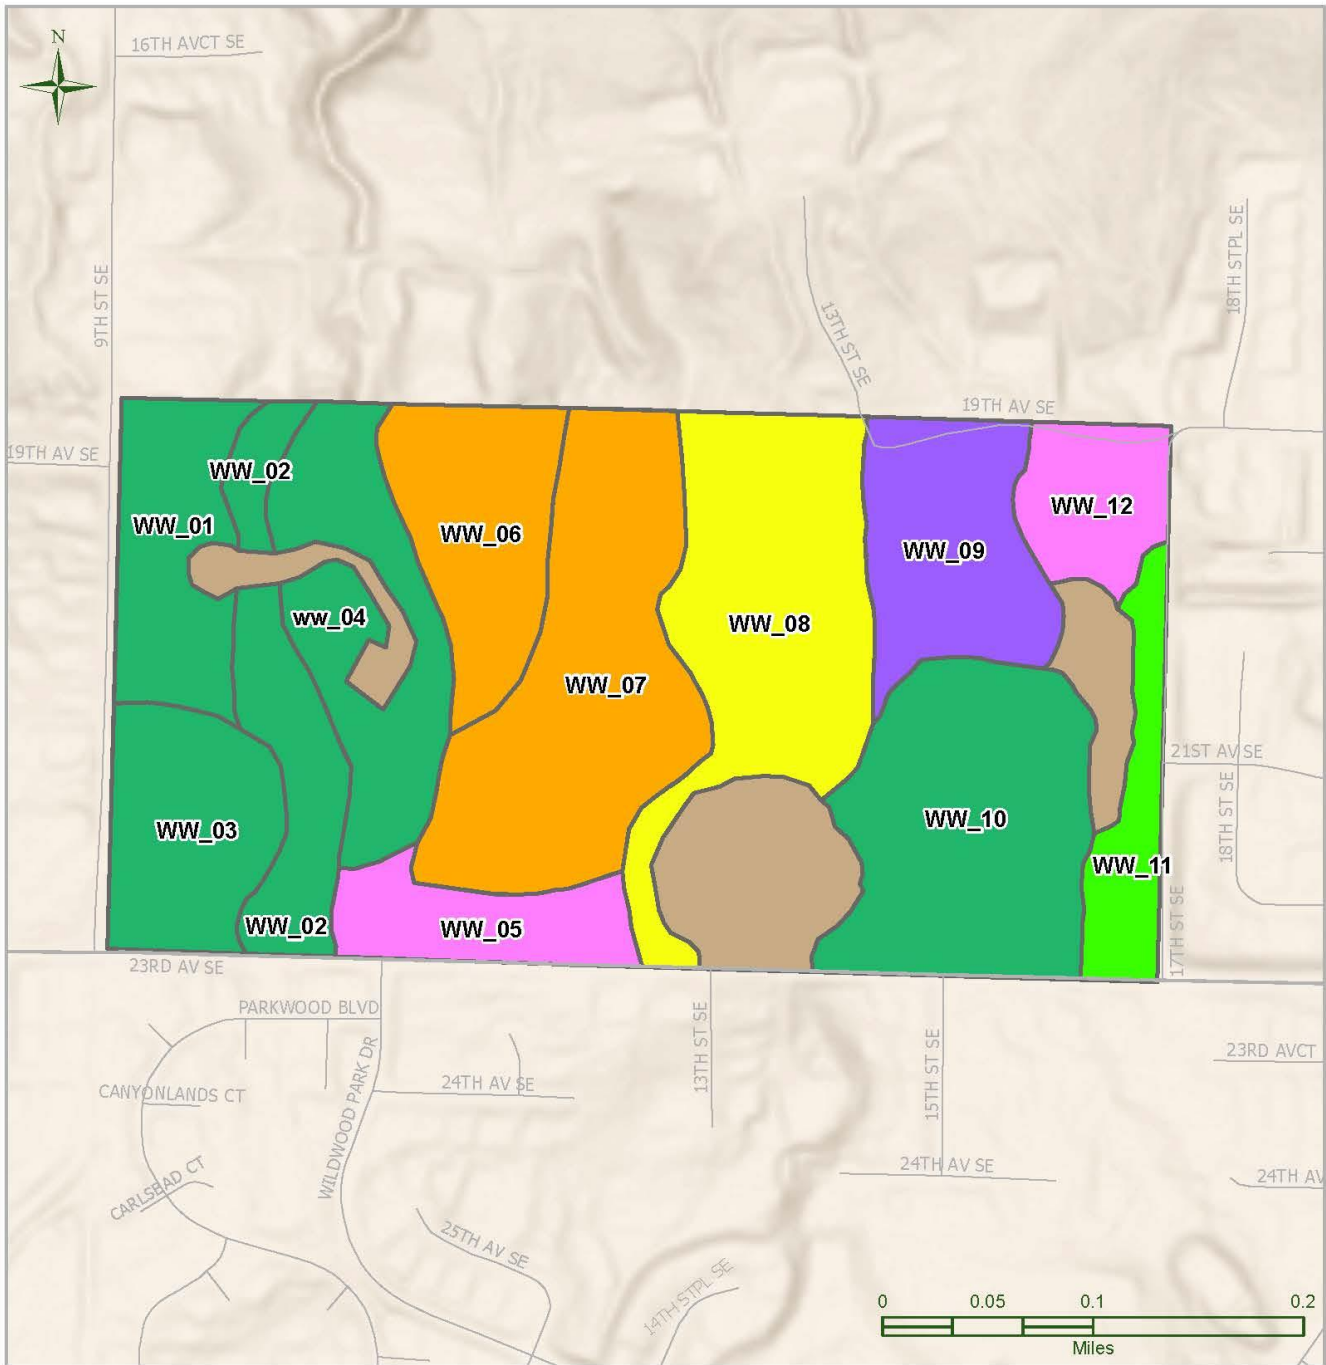 N
16TH AVCT SE
9TH ST SE
18TH STPL SE
13TH ST SE
19TH AV SE
19TH AV SE
WW_02
WW_12
WW_01
WW_06
WW_09
ww_04
WW_08
WW_07
21ST AV SE
WW_03
WW_10
18TH ST SE
WW_11
WW_02
WW_05
17TH ST SE
23RD AV SE
PARKWOOD BLVD
13TH ST SE
15TH ST SE
23RD AVCT
WILDWOOD PARK DR
24TH AV SE
CANYONLANDS CT
24TH AV SE
24TH AV
CARLSBAD CT
25TH AV SE
14TH STPL SE
0 0.05 0.1 0.2
Miles